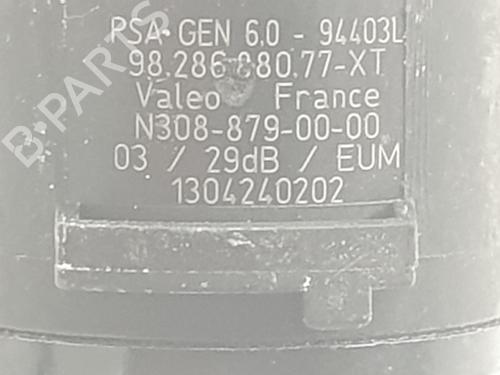 PSA GEN 6.0 - 94403L
98.286.880.77-XT
Valeo France
N308-879-00-00
03 / 29dB / EUM
1304240202
B-PARTS